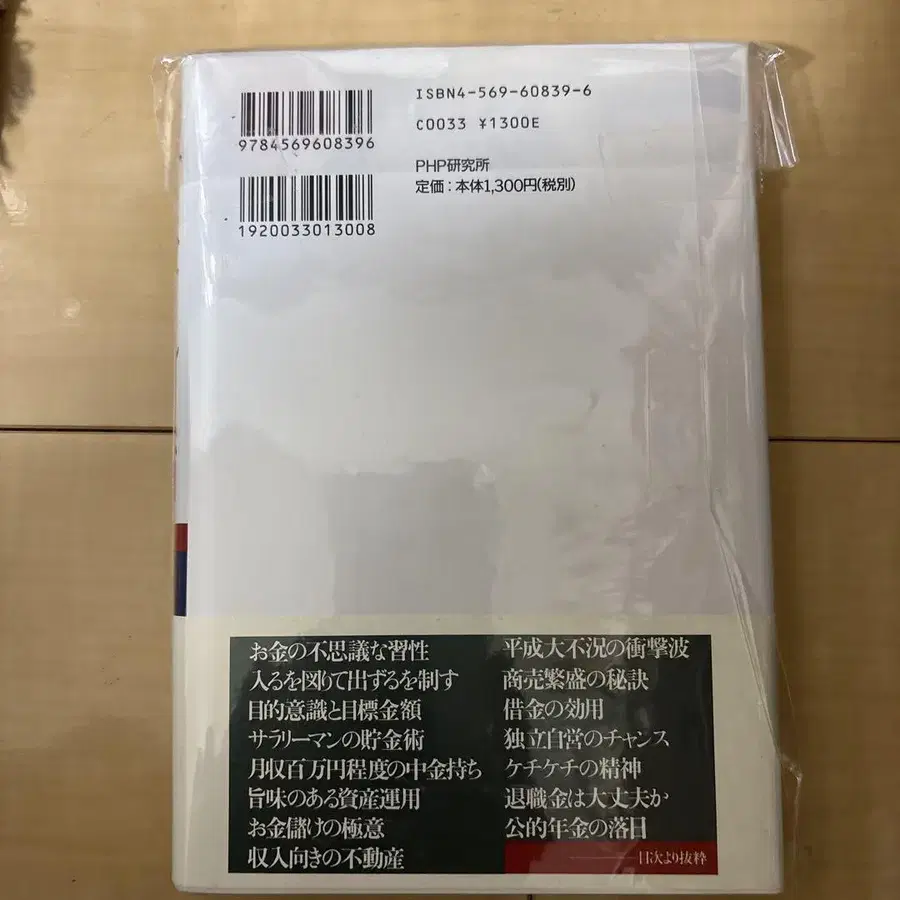 ISBN4-569-60839-6
C0033 ¥1300E
9784569608396
PHP研究所
定価：本体1,300円(税別)
1920033013008
お金の不思議な習性
入るを図りて出ずるを制す
目的意識と目標金額
サラリーマンの貯金術
月収百万円程度の中金持ち
旨味のある資産運用
お金儲けの極意
収入向きの不動産
平成大不況の衝撃波
商売繁盛の秘訣
借金の効用
独立自営のチャンス
ケチケチの精神
退職金は大丈夫か
公的年金の落日
――目次より抜粋